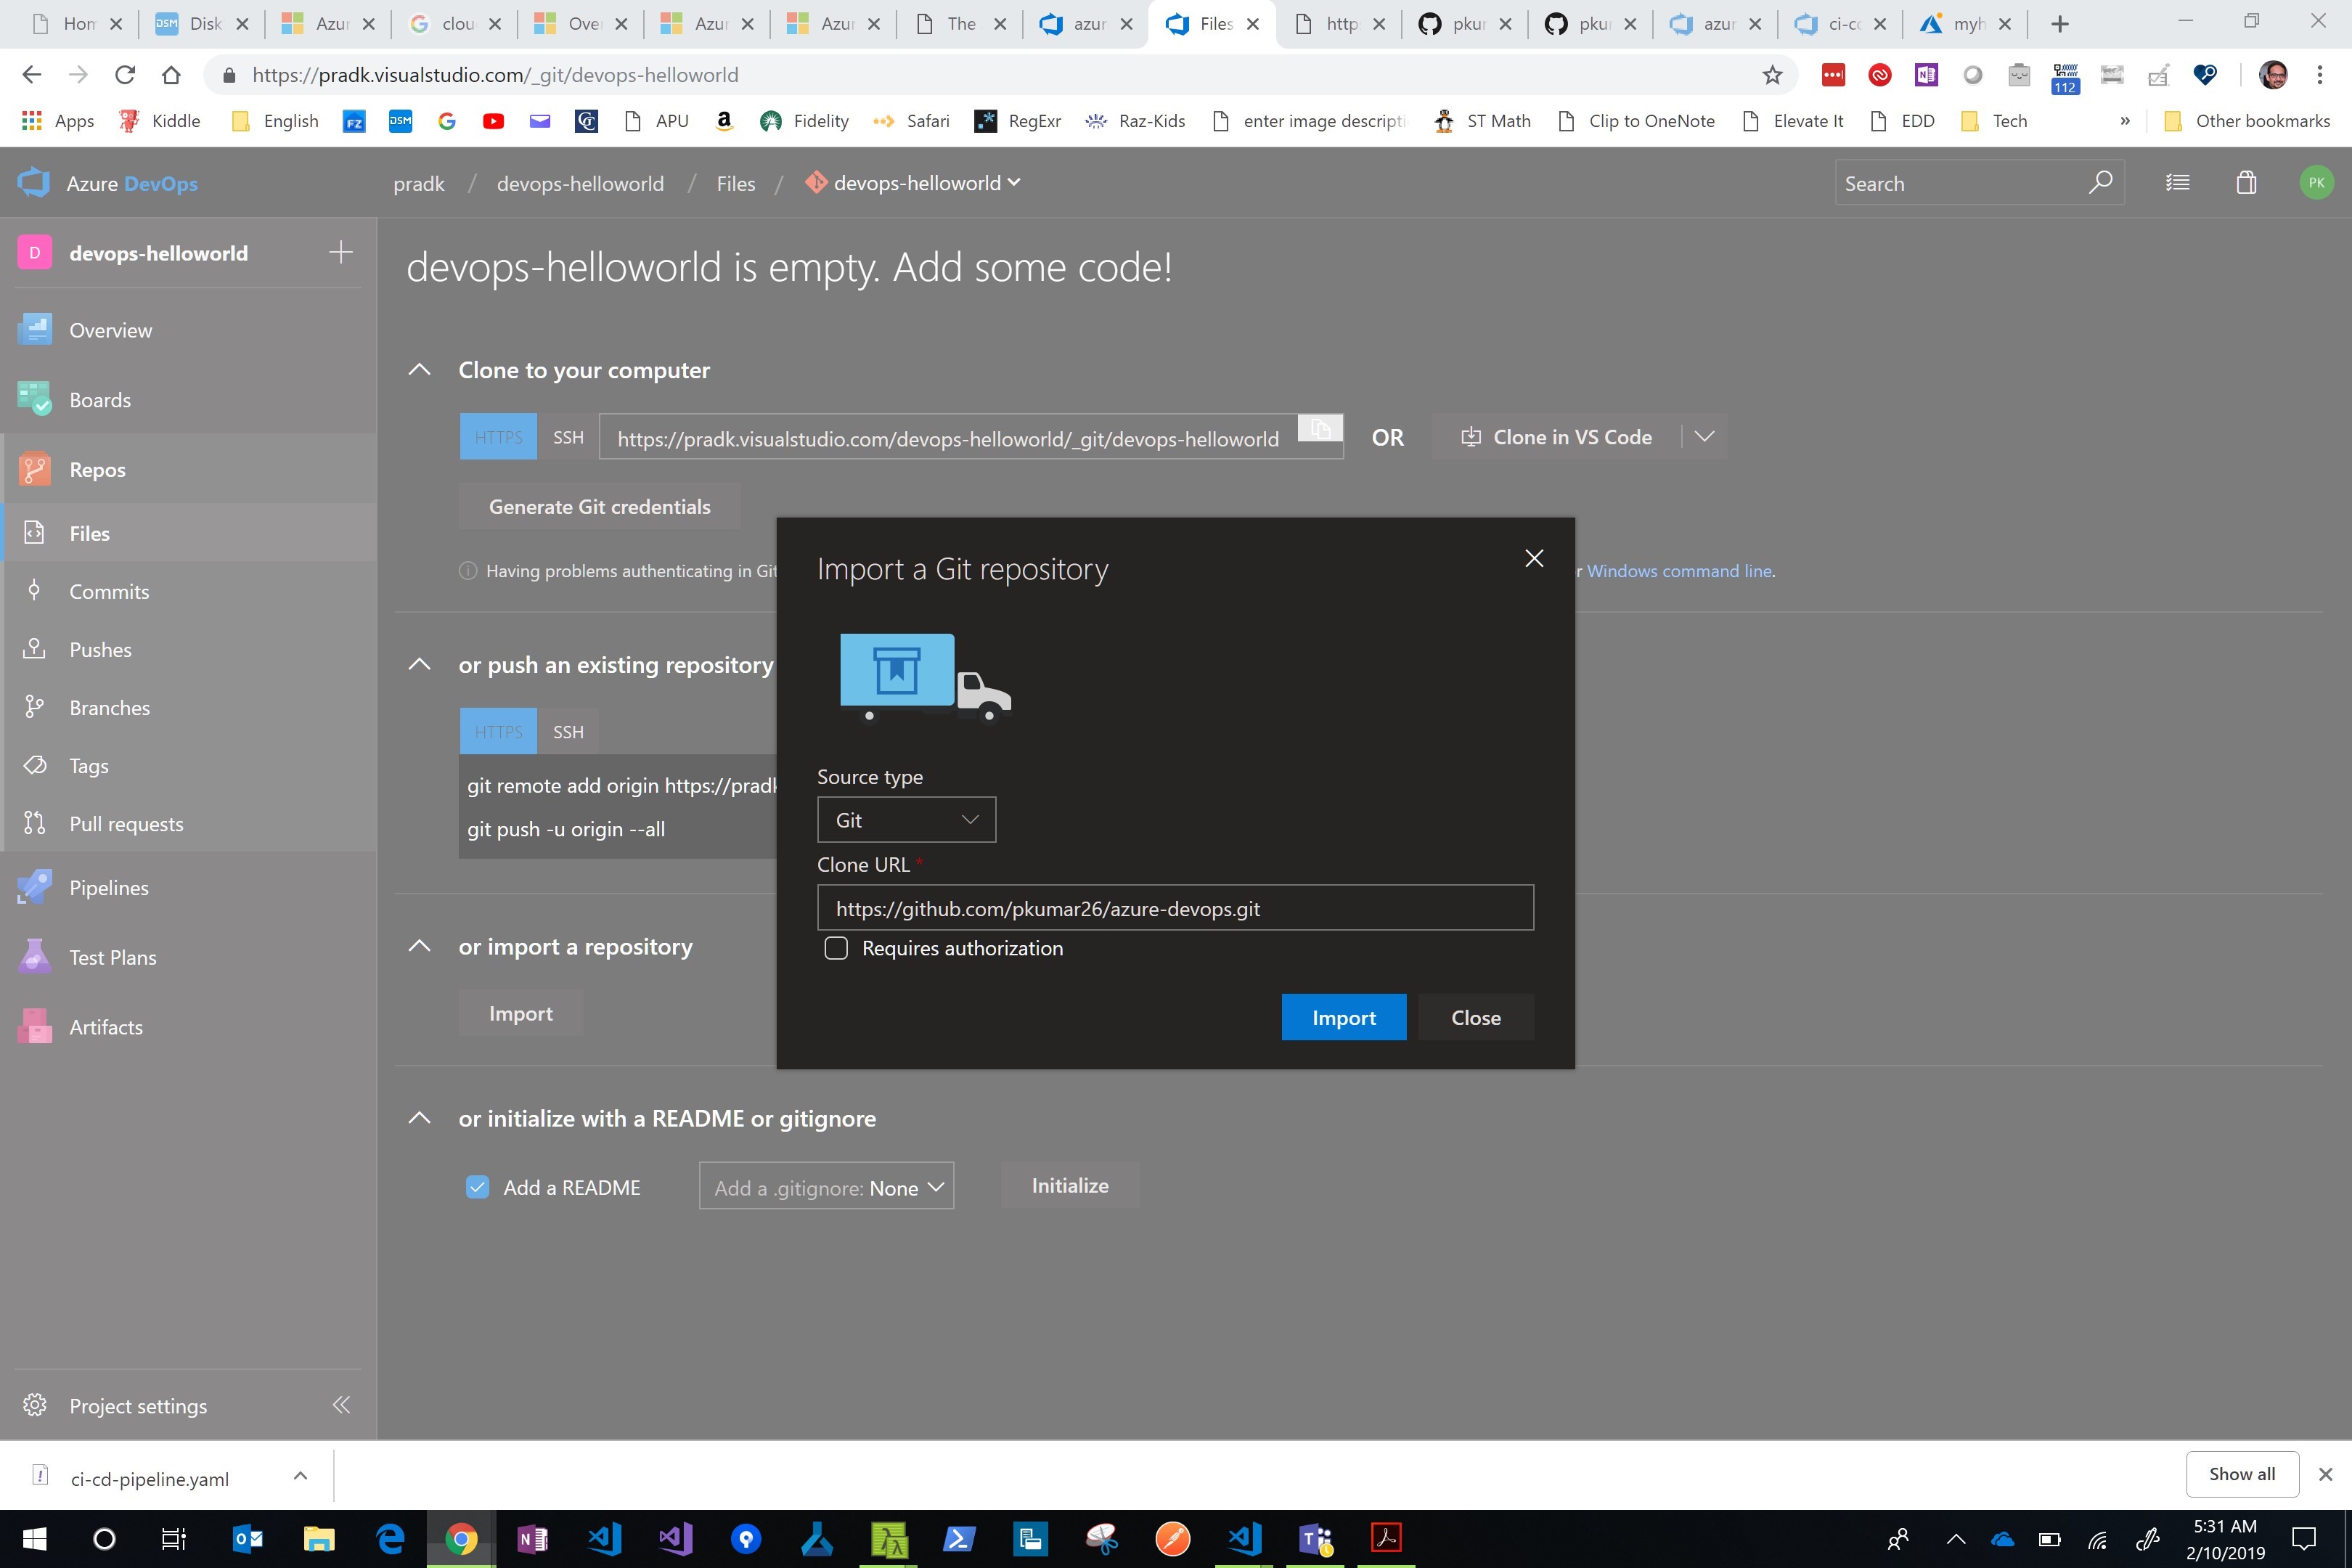 Hom
Disk
Azur
clou
Over
Azur
Azur
The
azur
Files
http
pkur
pkur
azur
ci-cc
myh
https://pradk.visualstudio.com/_git/devops-helloworld
112
Apps
Kiddle
English
FZ
DSM
APU
Fidelity
Safari
RegExr
Raz-Kids
enter image descripti
ST Math
Clip to OneNote
Elevate It
EDD
Tech
»
Other bookmarks
Azure DevOps
pradk / devops-helloworld / Files / devops-helloworld
Search
PK
D devops-helloworld
Overview
Boards
Repos
Files
Commits
Pushes
Branches
Tags
Pull requests
Pipelines
Test Plans
Artifacts
Project settings
devops-helloworld is empty. Add some code!
Clone to your computer
HTTPS SSH https://pradk.visualstudio.com/devops-helloworld/_git/devops-helloworld OR Clone in VS Code
Generate Git credentials
Having problems authenticating in Git
r Windows command line.
or push an existing repository
HTTPS SSH
git remote add origin https://pradk
git push -u origin --all
or import a repository
Import
or initialize with a README or gitignore
Add a README Add a .gitignore: None Initialize
Import a Git repository
Source type
Git
Clone URL *
https://github.com/pkumar26/azure-devops.git
Requires authorization
Import Close
ci-cd-pipeline.yaml
Show all
5:31 AM
2/10/2019